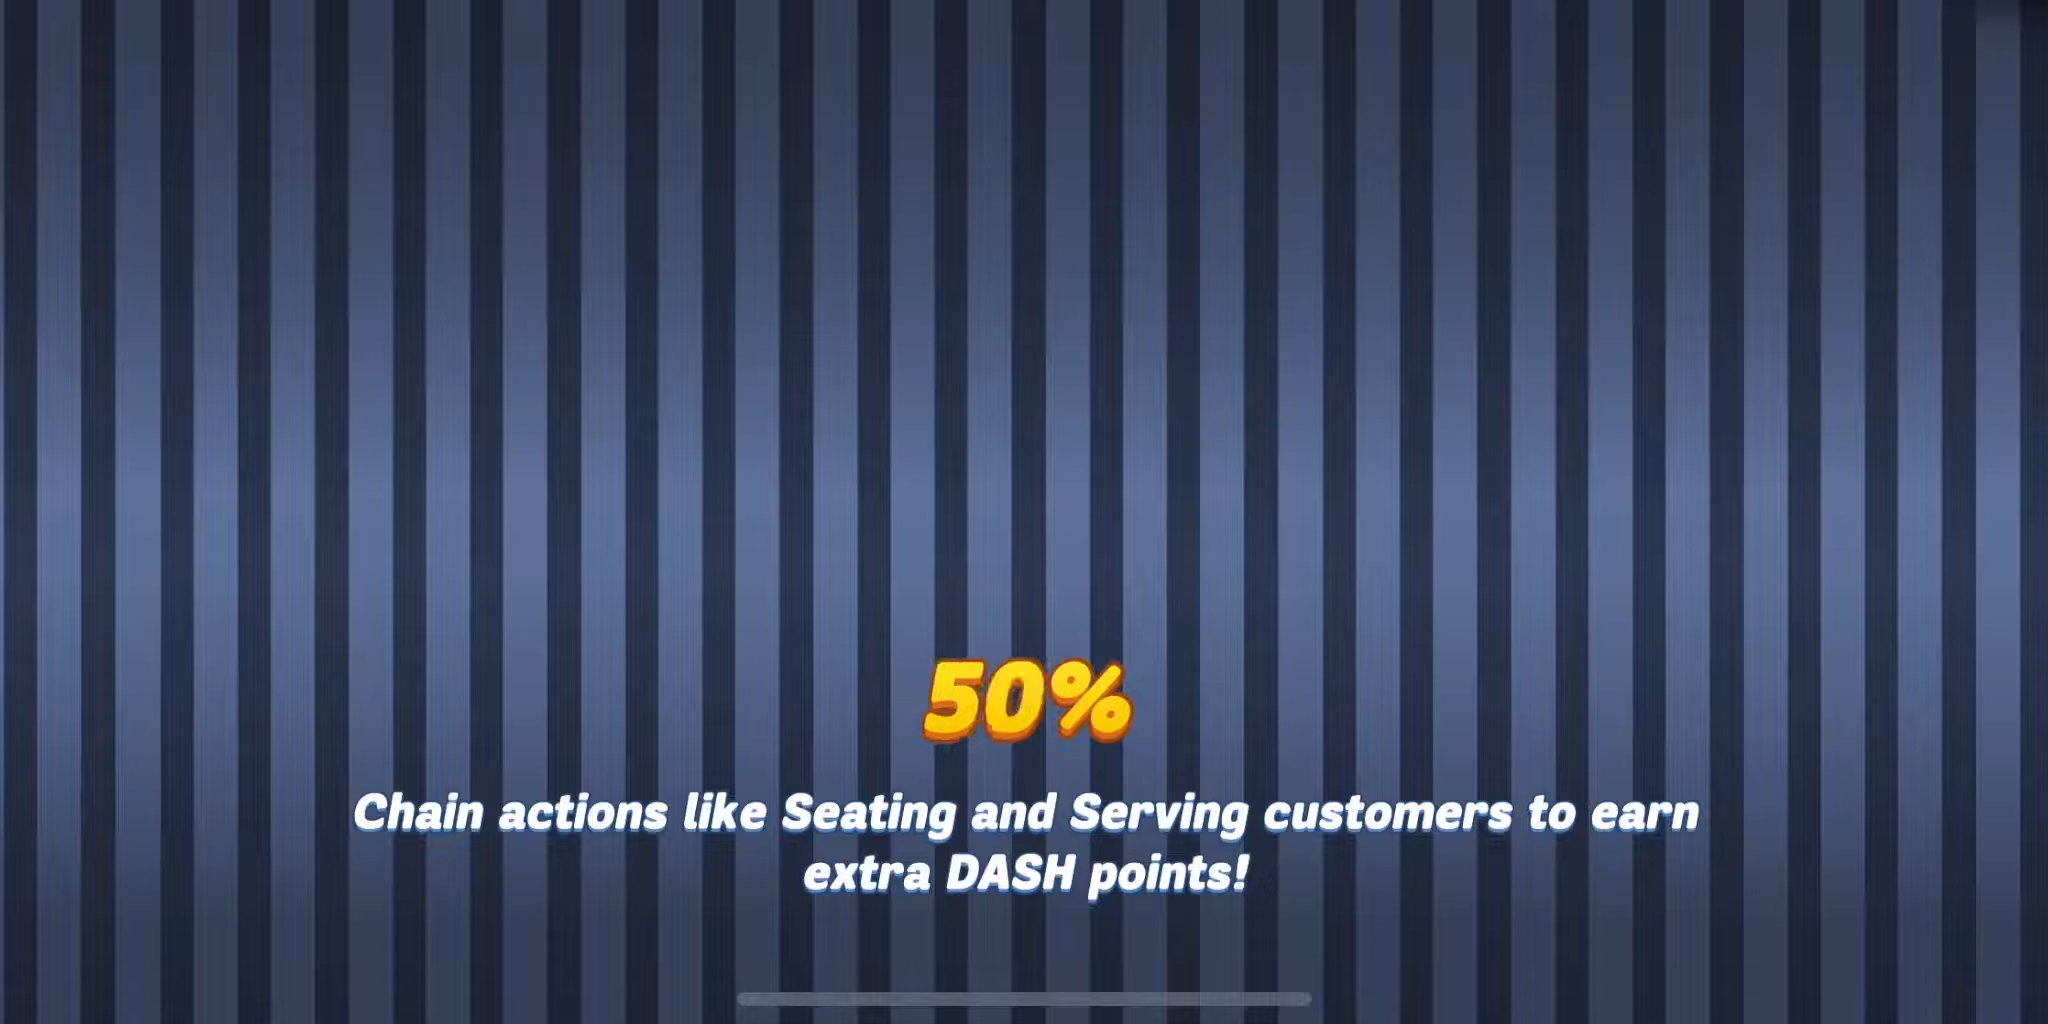 50%
Chain actions like Seating and Serving customers to earn
extra DASH points!